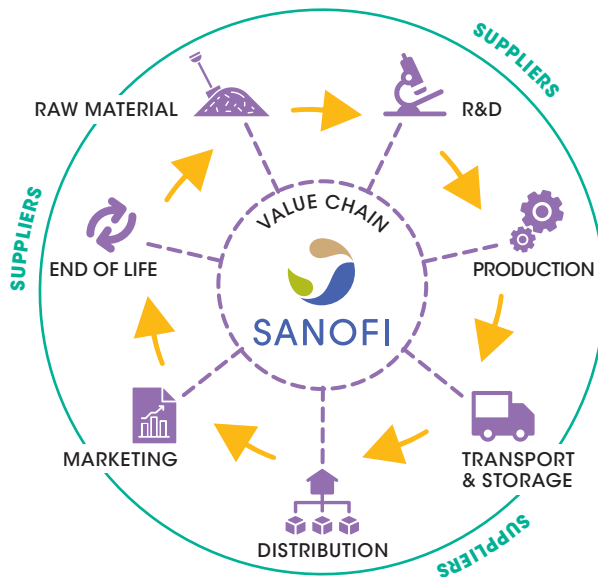 SUPPLIERS
RAW MATERIAL
R&D
VALUE CHAIN
SUPPLIERS
END OF LIFE
PRODUCTION
SANOFI
MARKETING
TRANSPORT
& STORAGE
DISTRIBUTION
SUPPLIERS